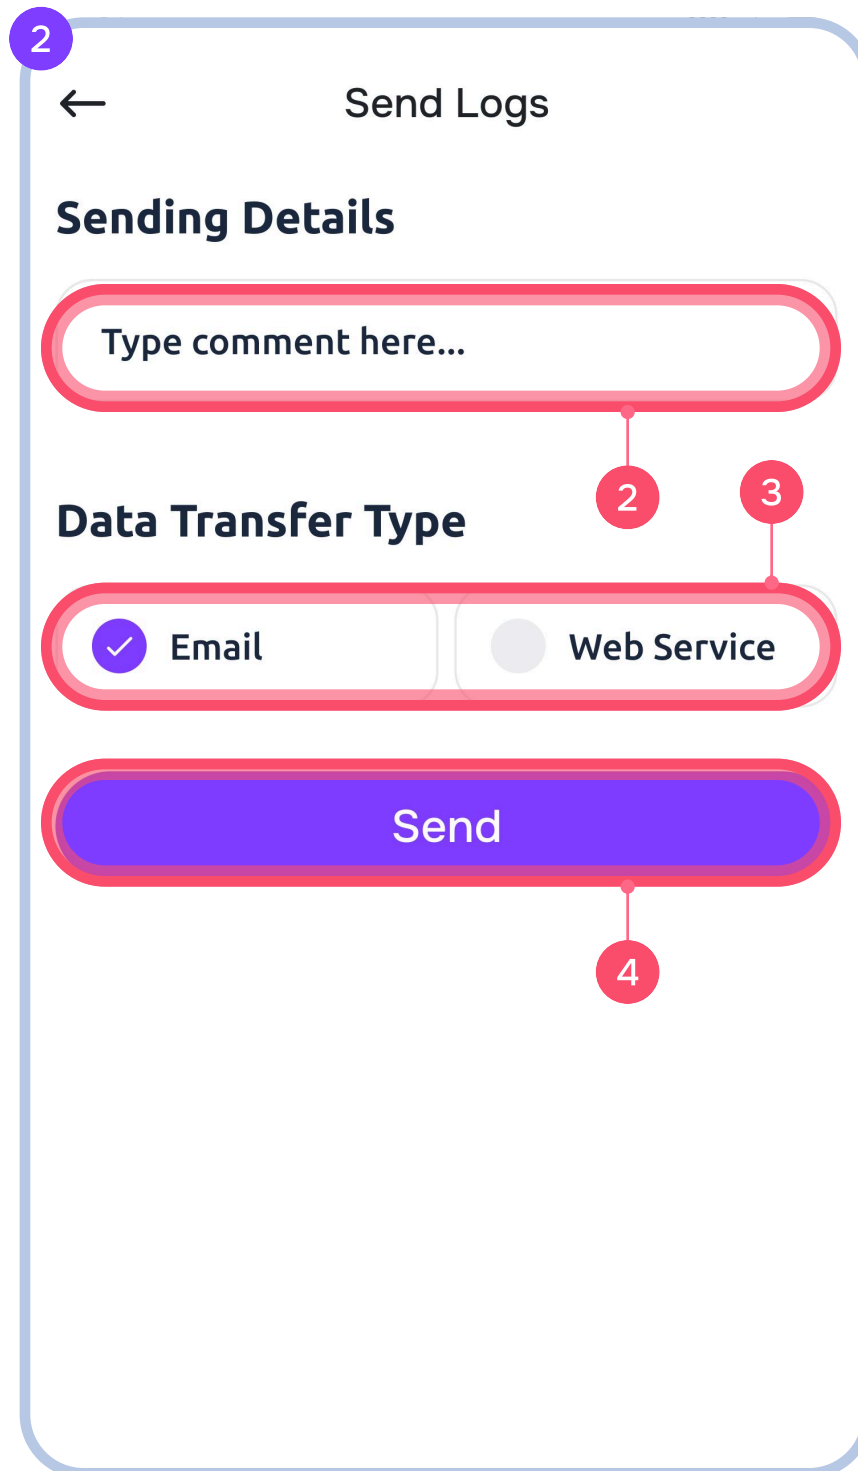 2
Send Logs
Sending Details
Type comment here...
2
3
Data Transfer Type
Email
Web Service
Send
4